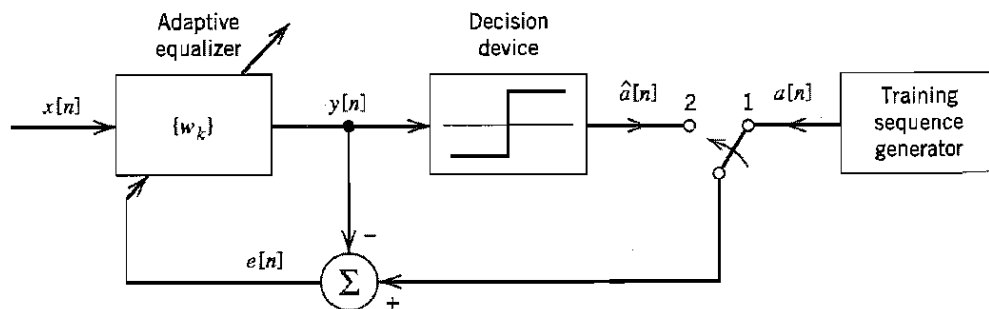 Adaptive
equalizer
Decision
device
x[n]
{w_k}
y[n]
â[n]
2
1
a[n]
Training
sequence
generator
−
e[n]
Σ
+